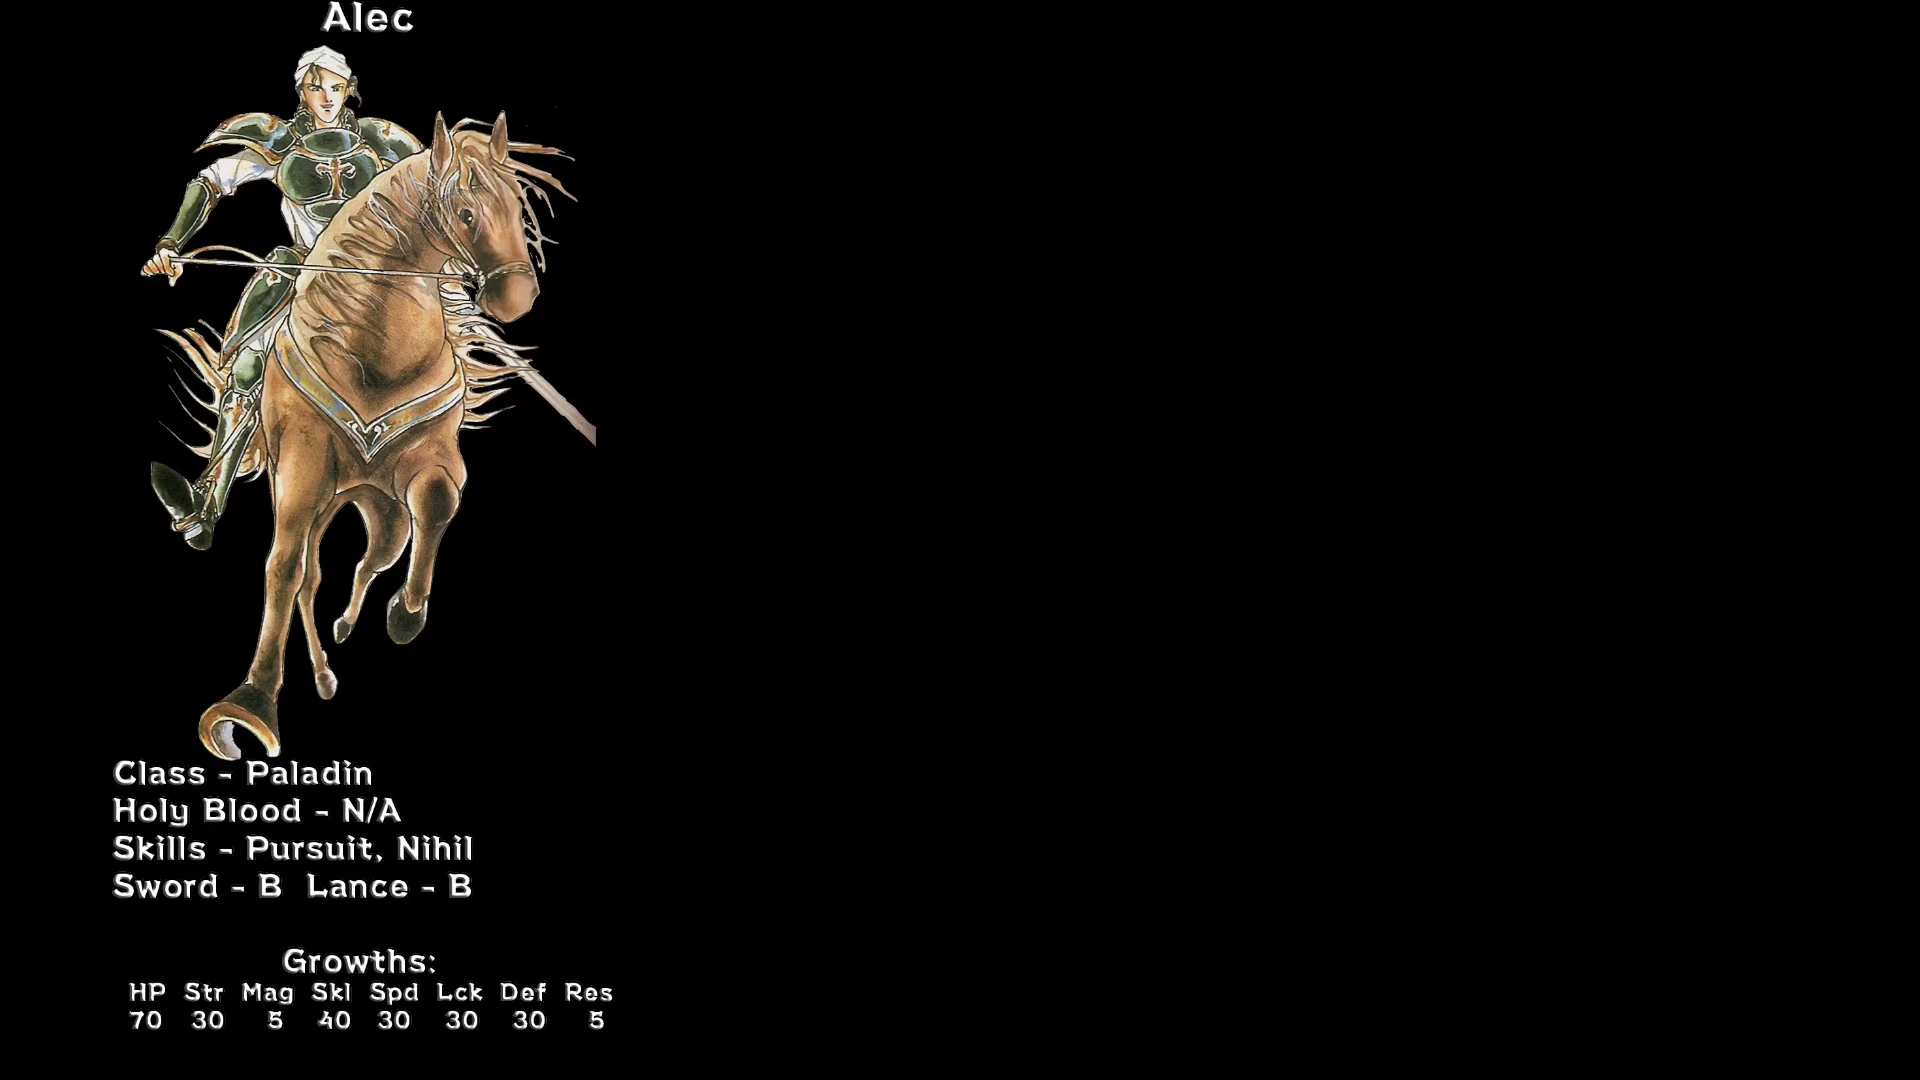 Alec
Class - Paladin
Holy Blood - N/A
Skills - Pursuit, Nihil
Sword - B Lance - B
Growths:
HP Str Mag Skl Spd Lck Def Res
70 30 5 40 30 30 30 5